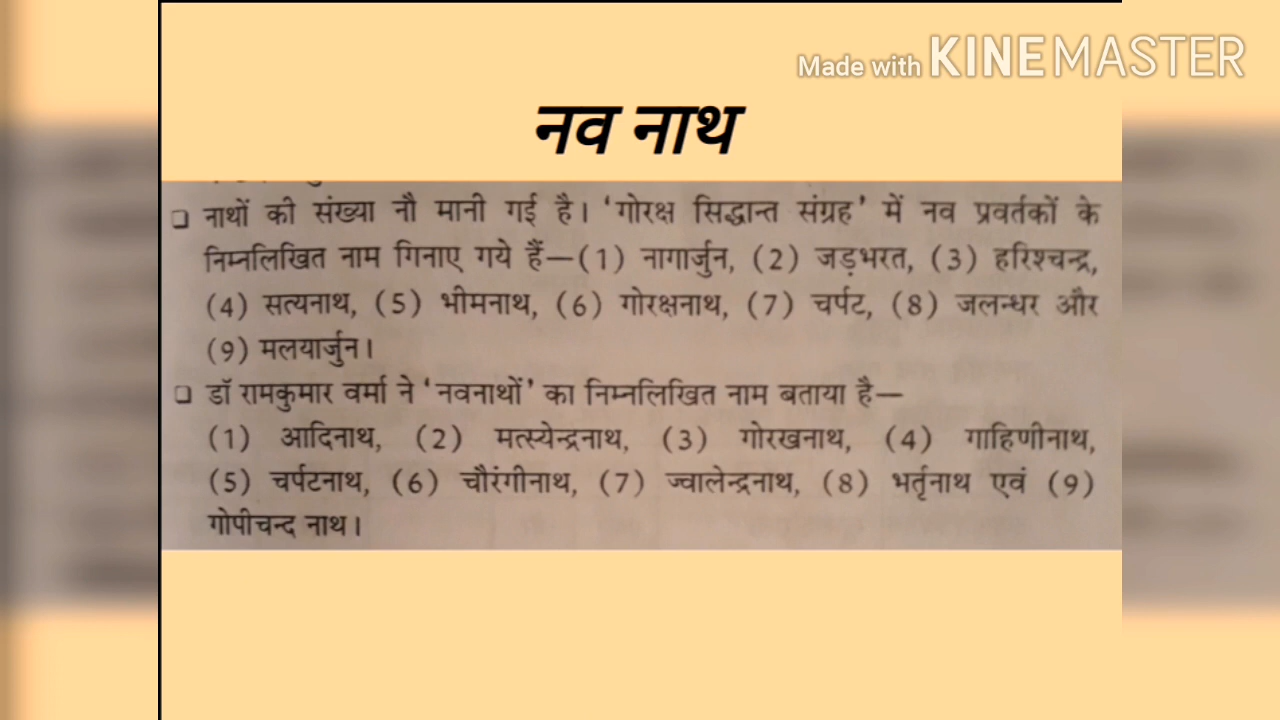 Made with KINEMASTER
नव नाथ
❑ नाथों की संख्या नौ मानी गई है। 'गोरक्ष सिद्धान्त संग्रह' में नव प्रवर्तकों के
निम्नलिखित नाम गिनाए गये हैं—(1) नागार्जुन, (2) जड़भरत, (3) हरिश्चन्द्र,
(4) सत्यनाथ, (5) भीमनाथ, (6) गोरक्षनाथ, (7) चर्पट, (8) जलन्धर और
(9) मलयार्जुन।
❑ डॉ रामकुमार वर्मा ने 'नवनाथों' का निम्नलिखित नाम बताया है—
(1) आदिनाथ, (2) मत्स्येन्द्रनाथ, (3) गोरखनाथ, (4) गाहिणीनाथ,
(5) चर्पटनाथ, (6) चौरंगीनाथ, (7) ज्वालेन्द्रनाथ, (8) भर्तृनाथ एवं (9)
गोपीचन्द नाथ।